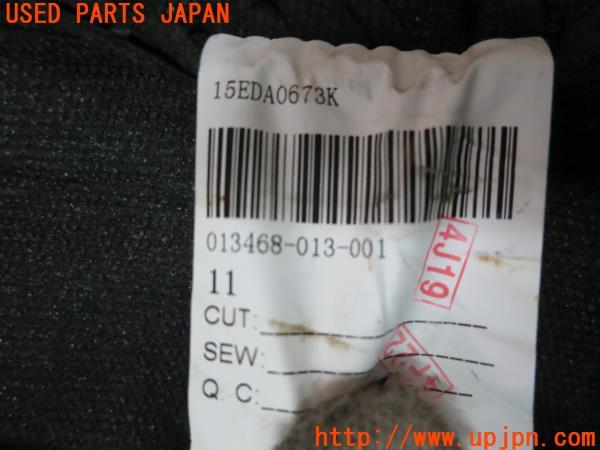 USED PARTS JAPAN
15EDA0673K
013468-013-001
4J19
11
CUT:
SEW:
Q C:
http://www.upjpn.com/